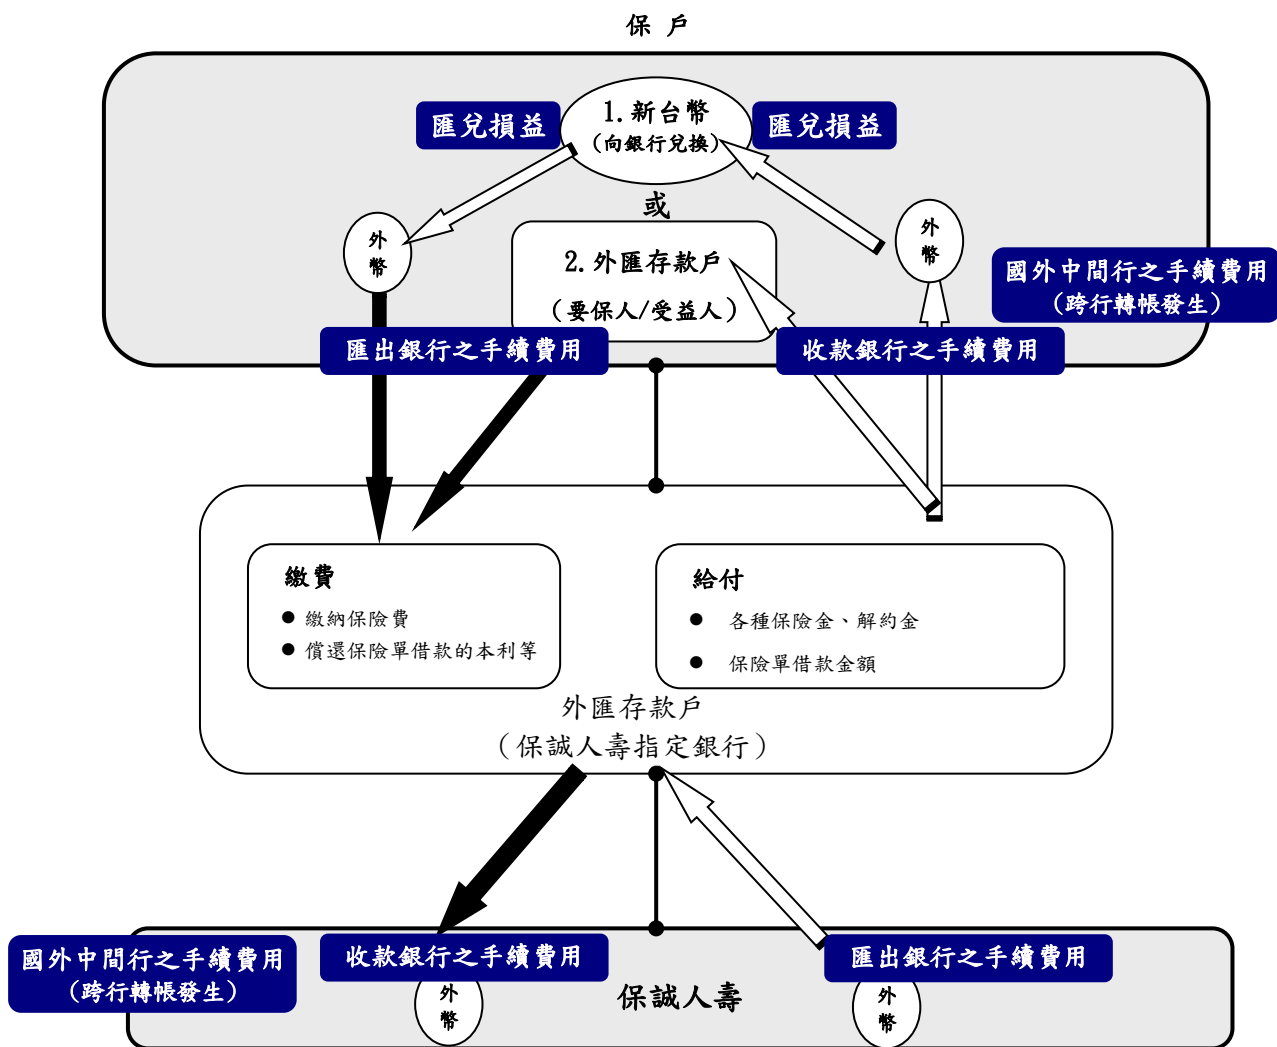 保 戶
匯兌損益
1.新台幣
(向銀行兌換)
匯兌損益
或
外
幣
2.外匯存款戶
(要保人/受益人)
外
幣
國外中間行之手續費用
(跨行轉帳發生)
匯出銀行之手續費用
收款銀行之手續費用
繳費
● 繳納保險費
● 償還保險單借款的本利等
給付
● 各種保險金、解約金
● 保險單借款金額
外匯存款戶
(保誠人壽指定銀行)
國外中間行之手續費用
(跨行轉帳發生)
收款銀行之手續費用
外
幣
保誠人壽
匯出銀行之手續費用
外
幣